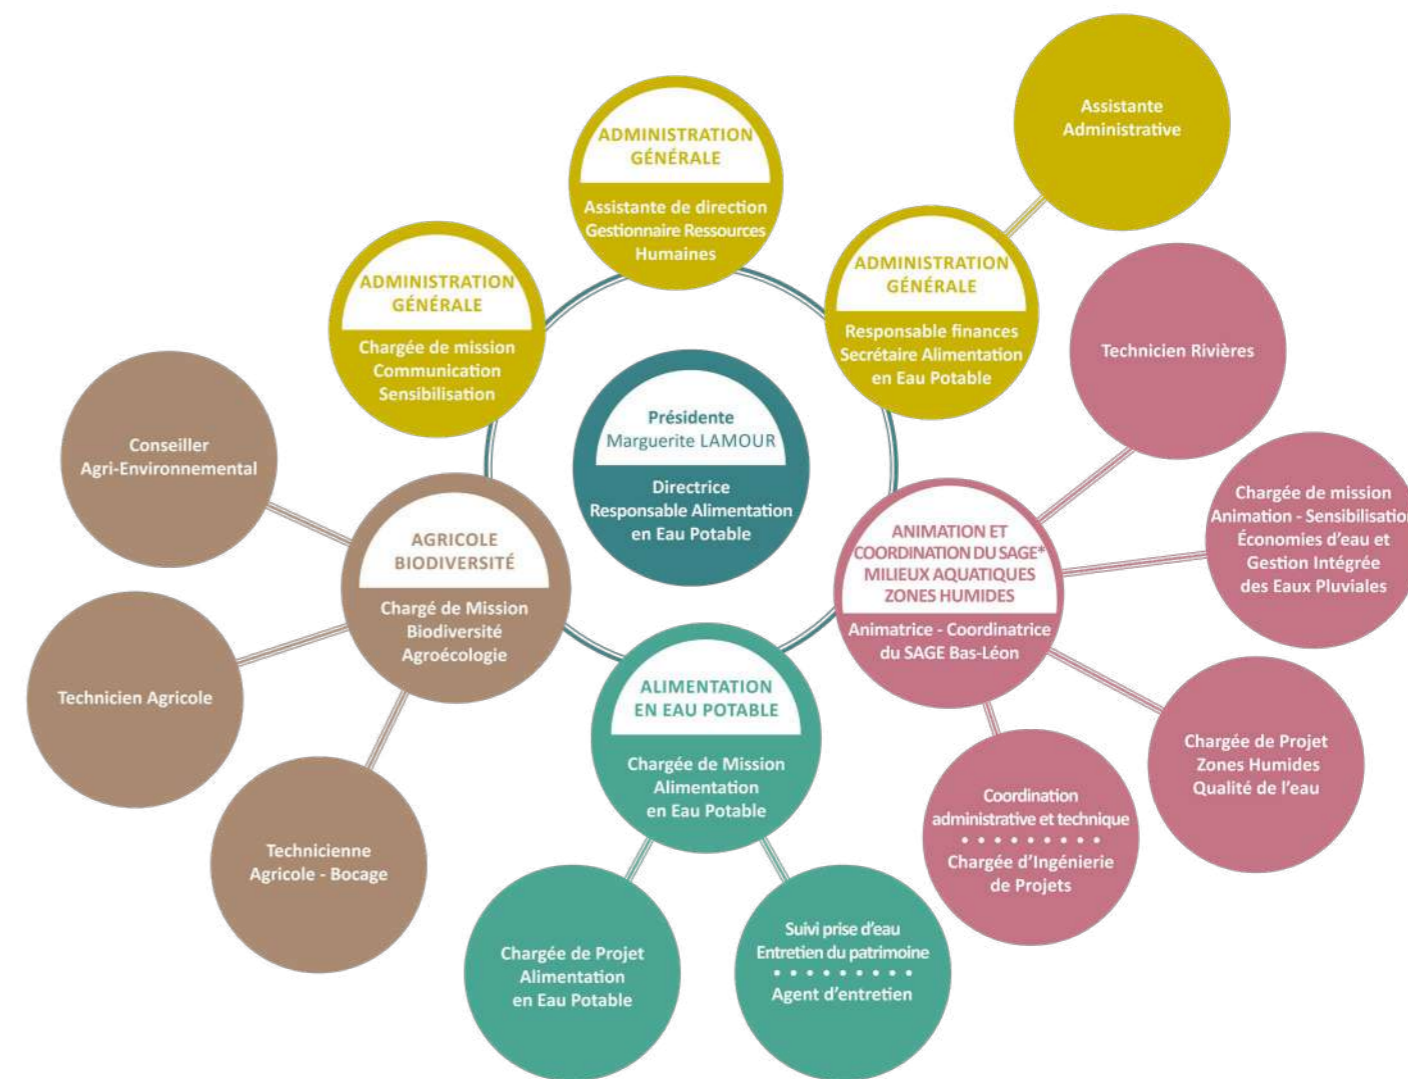 Assistante
Administrative
ADMINISTRATION
GÉNÉRALE
Assistante de direction
Gestionnaire Ressources
Humaines
ADMINISTRATION
GÉNÉRALE
Chargée de mission
Communication
Sensibilisation
ADMINISTRATION
GÉNÉRALE
Responsable finances
Secrétaire Alimentation
en Eau Potable
Technicien Rivières
Présidente
Marguerite LAMOUR
Directrice
Responsable Alimentation
en Eau Potable
Conseiller
Agri-Environnemental
Chargée de mission
Animation - Sensibilisation
Économies d’eau et
Gestion Intégrée
des Eaux Pluviales
AGRICOLE
BIODIVERSITÉ
Chargé de Mission
Biodiversité
Agroécologie
ANIMATION ET
COORDINATION DU SAGE*
MILIEUX AQUATIQUES
ZONES HUMIDES
Animatrice - Coordinatrice
du SAGE Bas-Léon
Technicien Agricole
ALIMENTATION
EN EAU POTABLE
Chargée de Mission
Alimentation
en Eau Potable
Chargée de Projet
Zones Humides
Qualité de l’eau
Coordination
administrative et technique
Chargée d’Ingénierie
de Projets
Technicienne
Agricole - Bocage
Chargée de Projet
Alimentation
en Eau Potable
Suivi prise d’eau
Entretien du patrimoine
Agent d’entretien